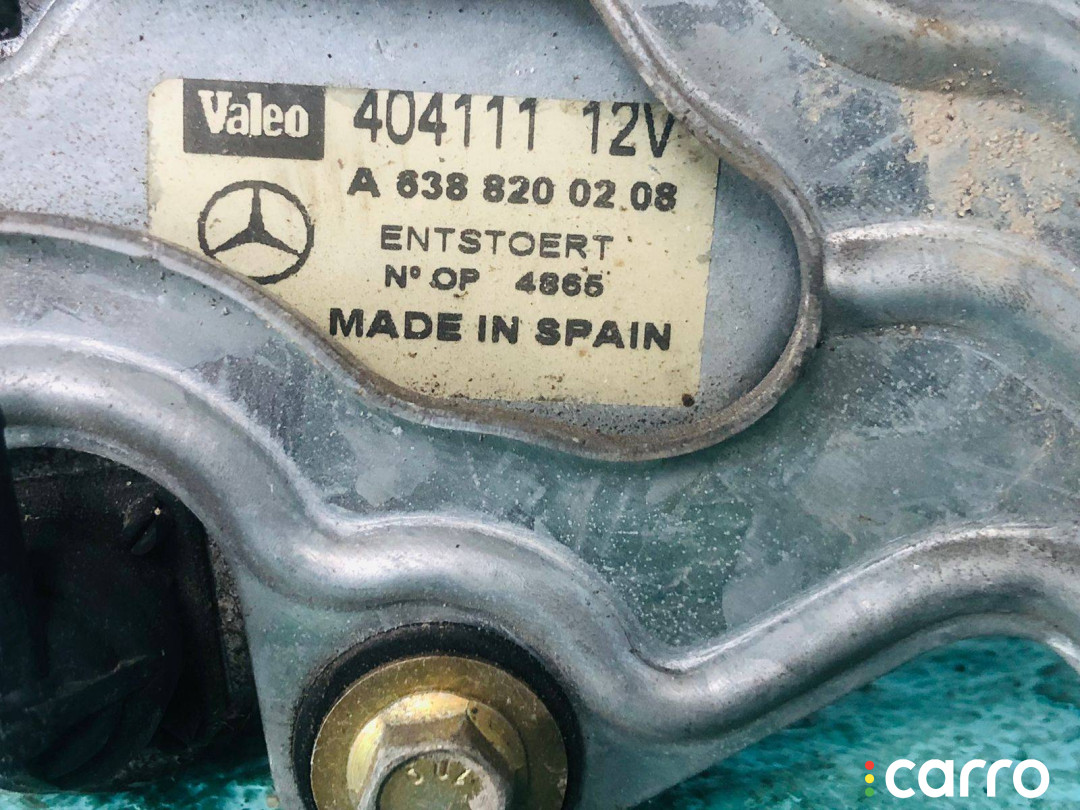 Valeo 404111 12V
A 638 820 02 08
ENTSTOERT
Nº OP 4865
MADE IN SPAIN
carro